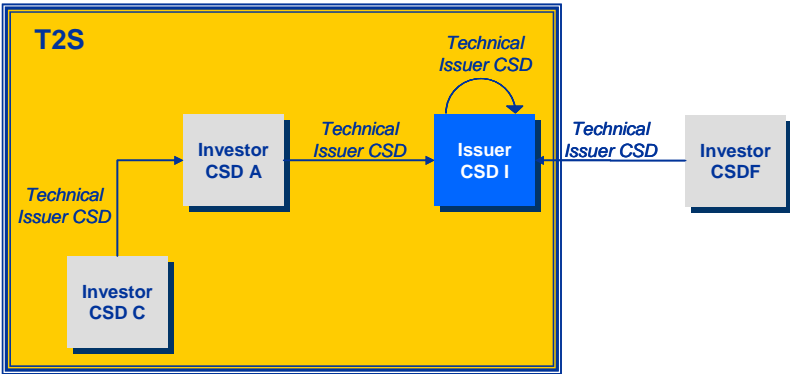 T2S
Technical
Issuer CSD
Investor
CSD A
Technical
Issuer CSD
Issuer
CSD I
Technical
Issuer CSD
Investor
CSDF
Technical
Issuer CSD
Investor
CSD C